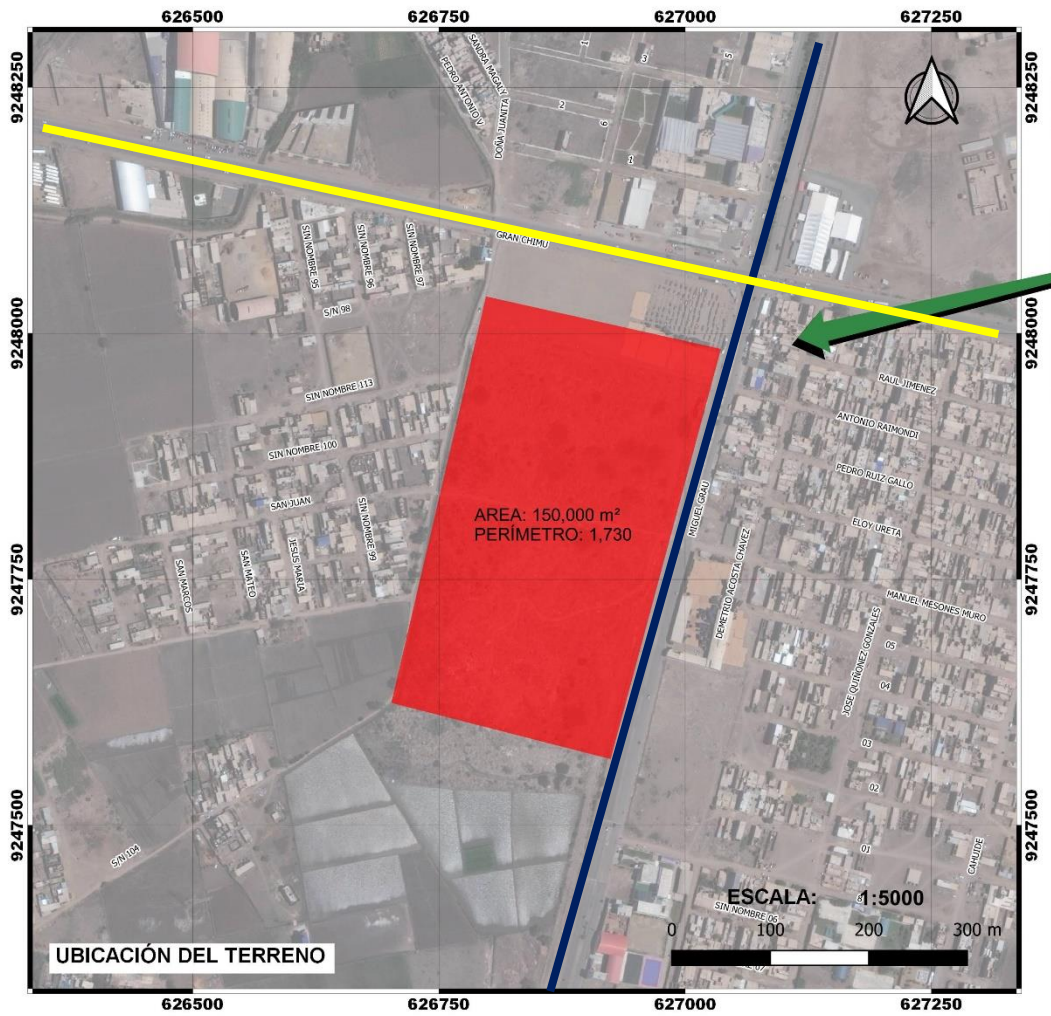 626500 626750 627000 627250
9248250
9248250
SANDRA MAGALY
PEDRO ANTONIO V
DOÑA JUANITA
1
3
5
2
6
1
GRAN CHIMU
SIN NOMBRE 95
SIN NOMBRE 96
SIN NOMBRE 97
S/N 98
9248000
9248000
SIN NOMBRE 113
RAUL JIMENEZ
ANTONIO RAIMONDI
SIN NOMBRE 100
PEDRO RUIZ GALLO
SAN JUAN
SIN NOMBRE 99
AREA: 150,000 m²
PERÍMETRO: 1,730
MIGUEL GRAU
ELOY URETA
SAN MARCOS
SAN MATEO
JESUS MARIA
DEMETRIO ACOSTA CHAVEZ
9247750
9247750
MANUEL MESONES MURO
JOSE QUIÑONEZ GONZALES
05
04
03
02
01
CAHUIDE
9247500
9247500
S/N 104
ESCALA: 1:5000
SIN NOMBRE 06
0 100 200 300 m
UBICACIÓN DEL TERRENO
626500 626750 627000 627250